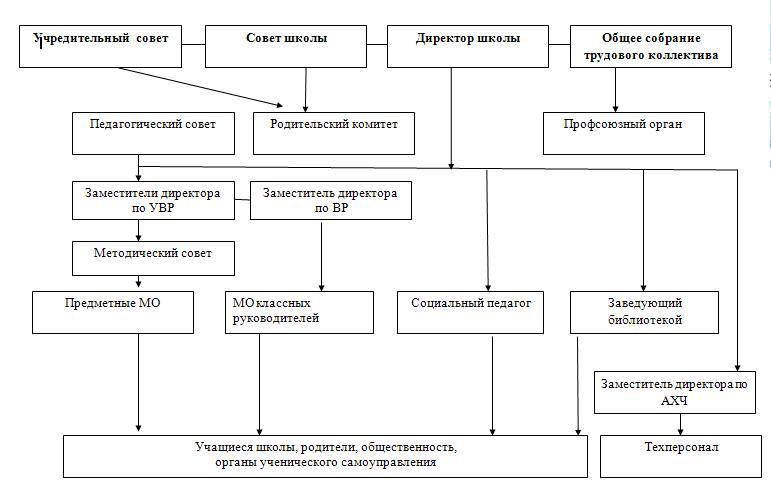 Учредительный совет
Совет школы
Директор школы
Общее собрание
трудового коллектива
Педагогический совет
Родительский комитет
Профсоюзный орган
Заместители директора
по УВР
Заместитель директора
по ВР
Методический совет
Предметные МО
МО классных
руководителей
Социальный педагог
Заведующий
библиотекой
Заместитель директора по
АХЧ
Учащиеся школы, родители, общественность,
органы ученического самоуправления
Техперсонал